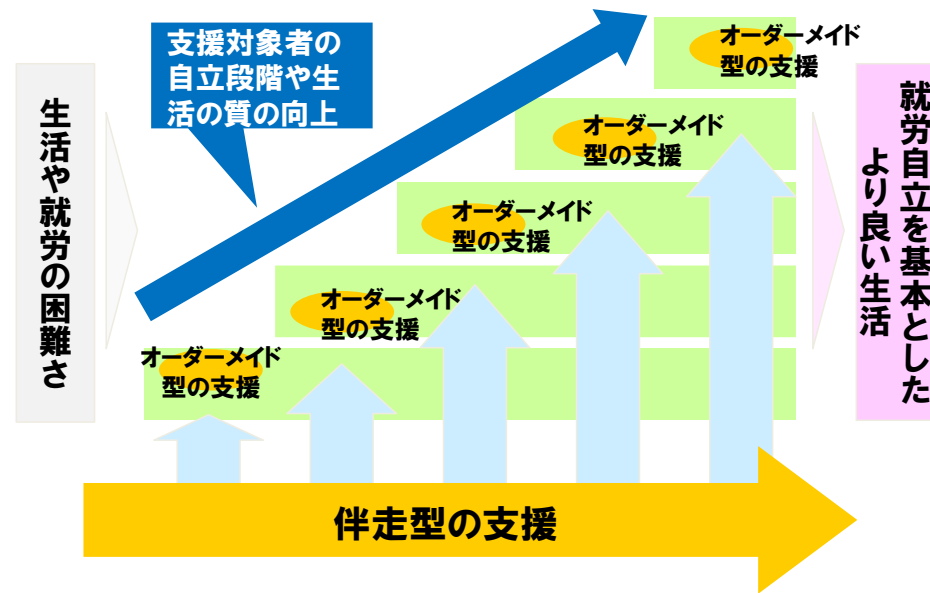 生活や就労の困難さ
支援対象者の
自立段階や生
活の質の向上
オーダーメイド
型の支援
オーダーメイド
型の支援
オーダーメイド
型の支援
オーダーメイド
型の支援
オーダーメイド
型の支援
就労自立を基本とした
より良い生活
伴走型の支援